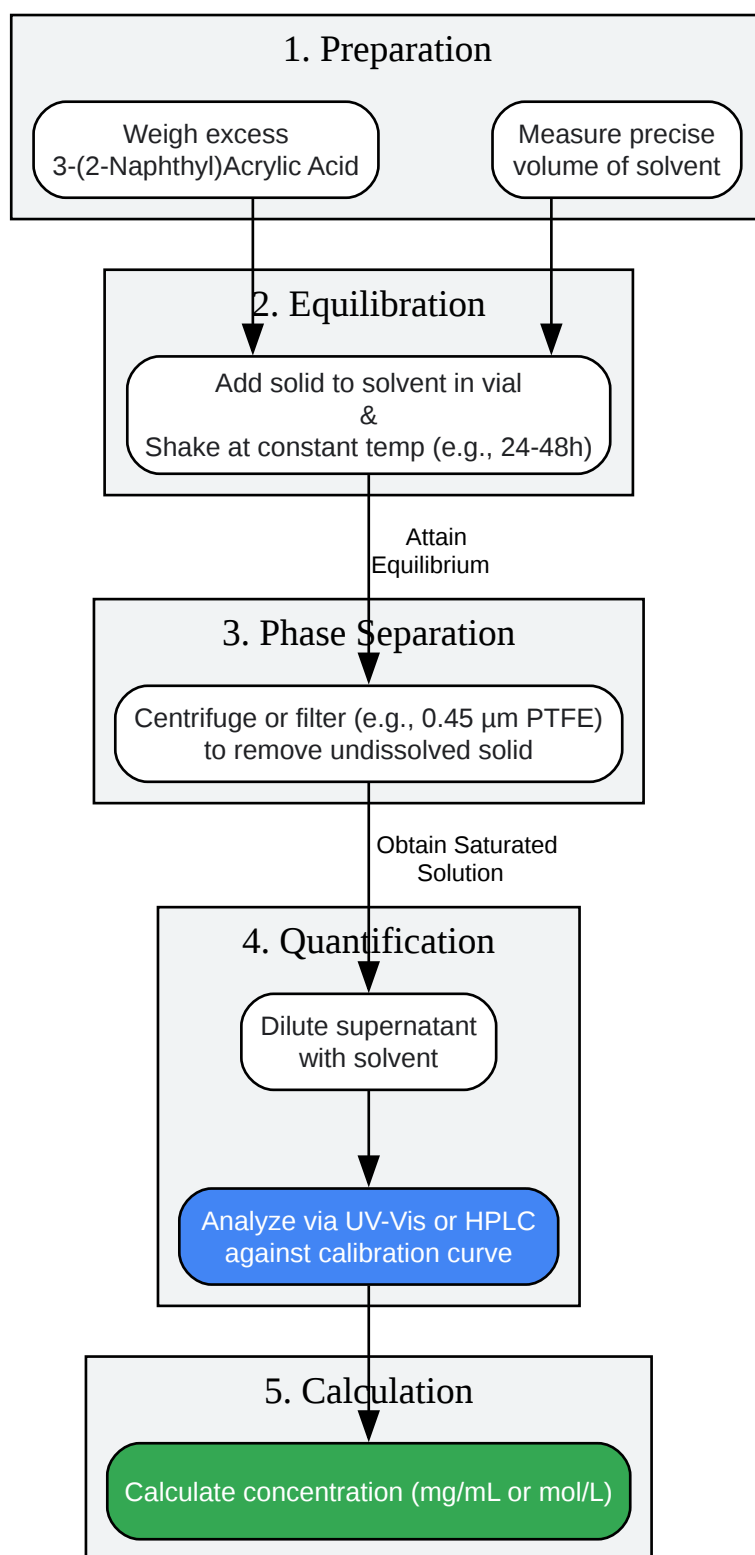 1. Preparation
Weigh excess
3-(2-Naphthyl)Acrylic Acid
Measure precise
volume of solvent
2. Equilibration
Add solid to solvent in vial
&
Shake at constant temp (e.g., 24-48h)
Attain
Equilibrium
3. Phase Separation
Centrifuge or filter (e.g., 0.45 µm PTFE)
to remove undissolved solid
Obtain Saturated
Solution
4. Quantification
Dilute supernatant
with solvent
Analyze via UV-Vis or HPLC
against calibration curve
5. Calculation
Calculate concentration (mg/mL or mol/L)